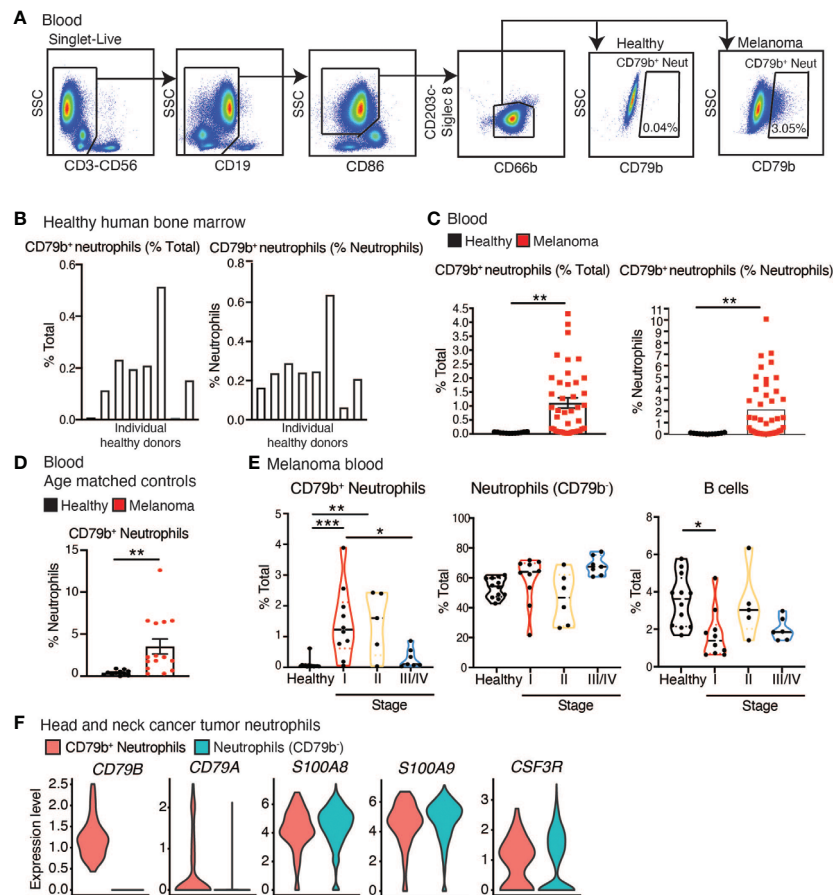 A Blood
Singlet-Live
SSC
CD3-CD56
SSC
CD19
SSC
CD86
CD203c-
Siglec 8
CD66b
Healthy
CD79b⁺ Neut
SSC
0.04%
CD79b
Melanoma
CD79b⁺ Neut
SSC
3.05%
CD79b
B Healthy human bone marrow
CD79b⁺ neutrophils (% Total)
% Total
0.6
0.4
0.2
0.0
Individual
healthy donors
CD79b⁺ neutrophils (% Neutrophils)
% Neutrophils
0.8
0.6
0.4
0.2
0.0
Individual
healthy donors
C Blood
Healthy Melanoma
CD79b⁺ neutrophils (% Total)
% Total
4.5
4.0
3.5
3.0
2.5
2.0
1.5
1.0
0.5
0.0
**
CD79b⁺ neutrophils (% Neutrophils)
% Neutrophils
11
10
9
8
7
6
5
4
3
2
1
0
**
D Blood
Age matched controls
Healthy Melanoma
CD79b⁺ Neutrophils
% Neutrophils
15
10
5
0
**
E Melanoma blood
CD79b⁺ Neutrophils
% Total
5
4
3
2
1
0
**
***
*
Healthy I II III/IV
Stage
Neutrophils (CD79b⁻)
% Total
100
80
60
40
20
0
Healthy I II III/IV
Stage
B cells
% Total
8
6
4
2
0
*
Healthy I II III/IV
Stage
F Head and neck cancer tumor neutrophils
CD79b⁺ Neutrophils Neutrophils (CD79b⁻)
Expression level
CD79B
2.5
2.0
1.5
1.0
0.5
0.0
CD79A
2
1
0
S100A8
6
4
2
0
S100A9
6
4
2
0
CSF3R
3
2
1
0